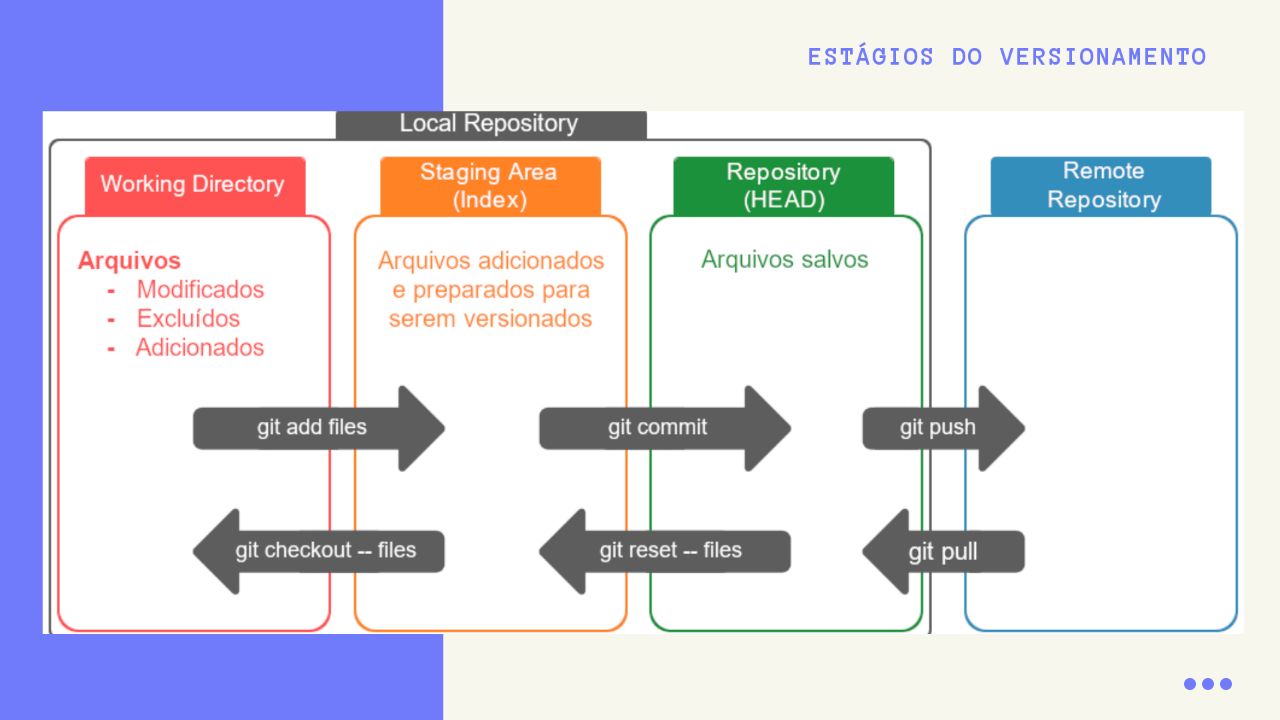 ESTÁGIOS DO VERSIONAMENTO
Local Repository
Working Directory
Staging Area
(Index)
Repository
(HEAD)
Remote
Repository
Arquivos
- Modificados
- Excluídos
- Adicionados
Arquivos adicionados
e preparados para
serem versionados
Arquivos salvos
git add files
git commit
git push
git checkout -- files
git reset -- files
git pull